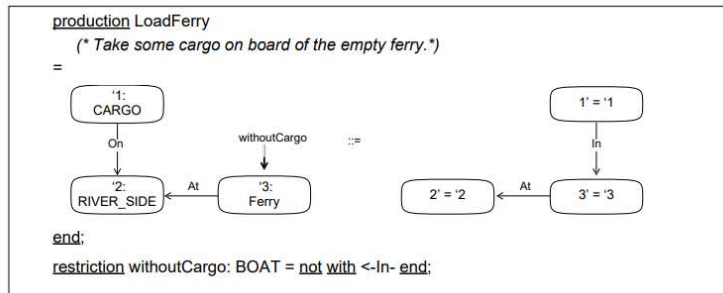 production LoadFerry
(* Take some cargo on board of the empty ferry.*)
=
‘1:
CARGO
1’ = ‘1
On
withoutCargo
::=
In
‘2:
RIVER_SIDE
At
‘3:
Ferry
2’ = ‘2
At
3’ = ‘3
end;
restriction withoutCargo: BOAT = not with <-In- end;